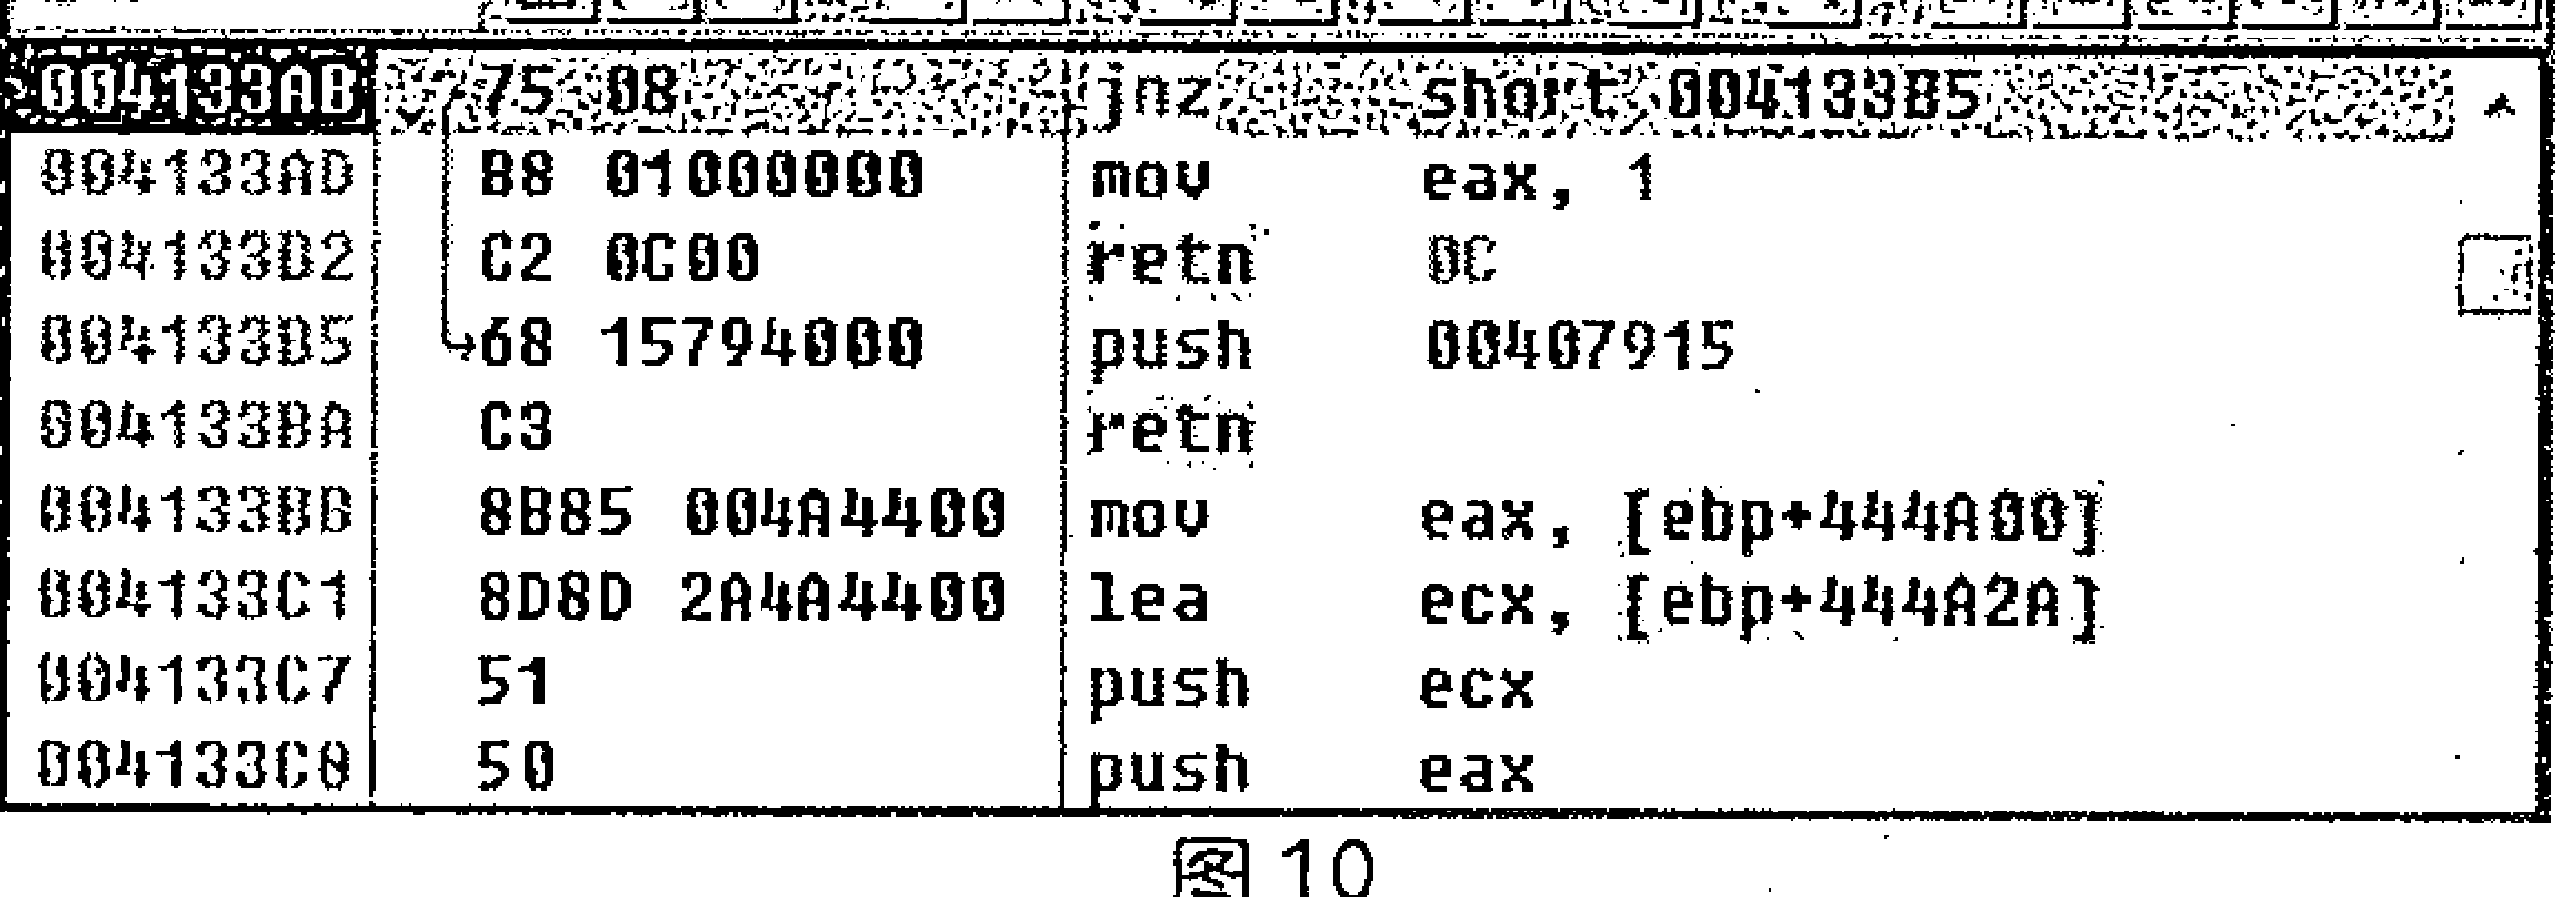 004133AB 75 08 jnz short 004133B5
004133AD B8 01000000 mov eax, 1
004133B2 C2 0C00 retn 0C
004133B5 68 15794000 push 00407915
004133BA C3 retn
004133BB 8B85 004A4400 mov eax, [ebp+444A00]
004133C1 8D8D 2A4A4400 lea ecx, [ebp+444A2A]
004133C7 51 push ecx
004133C8 50 push eax
图 10